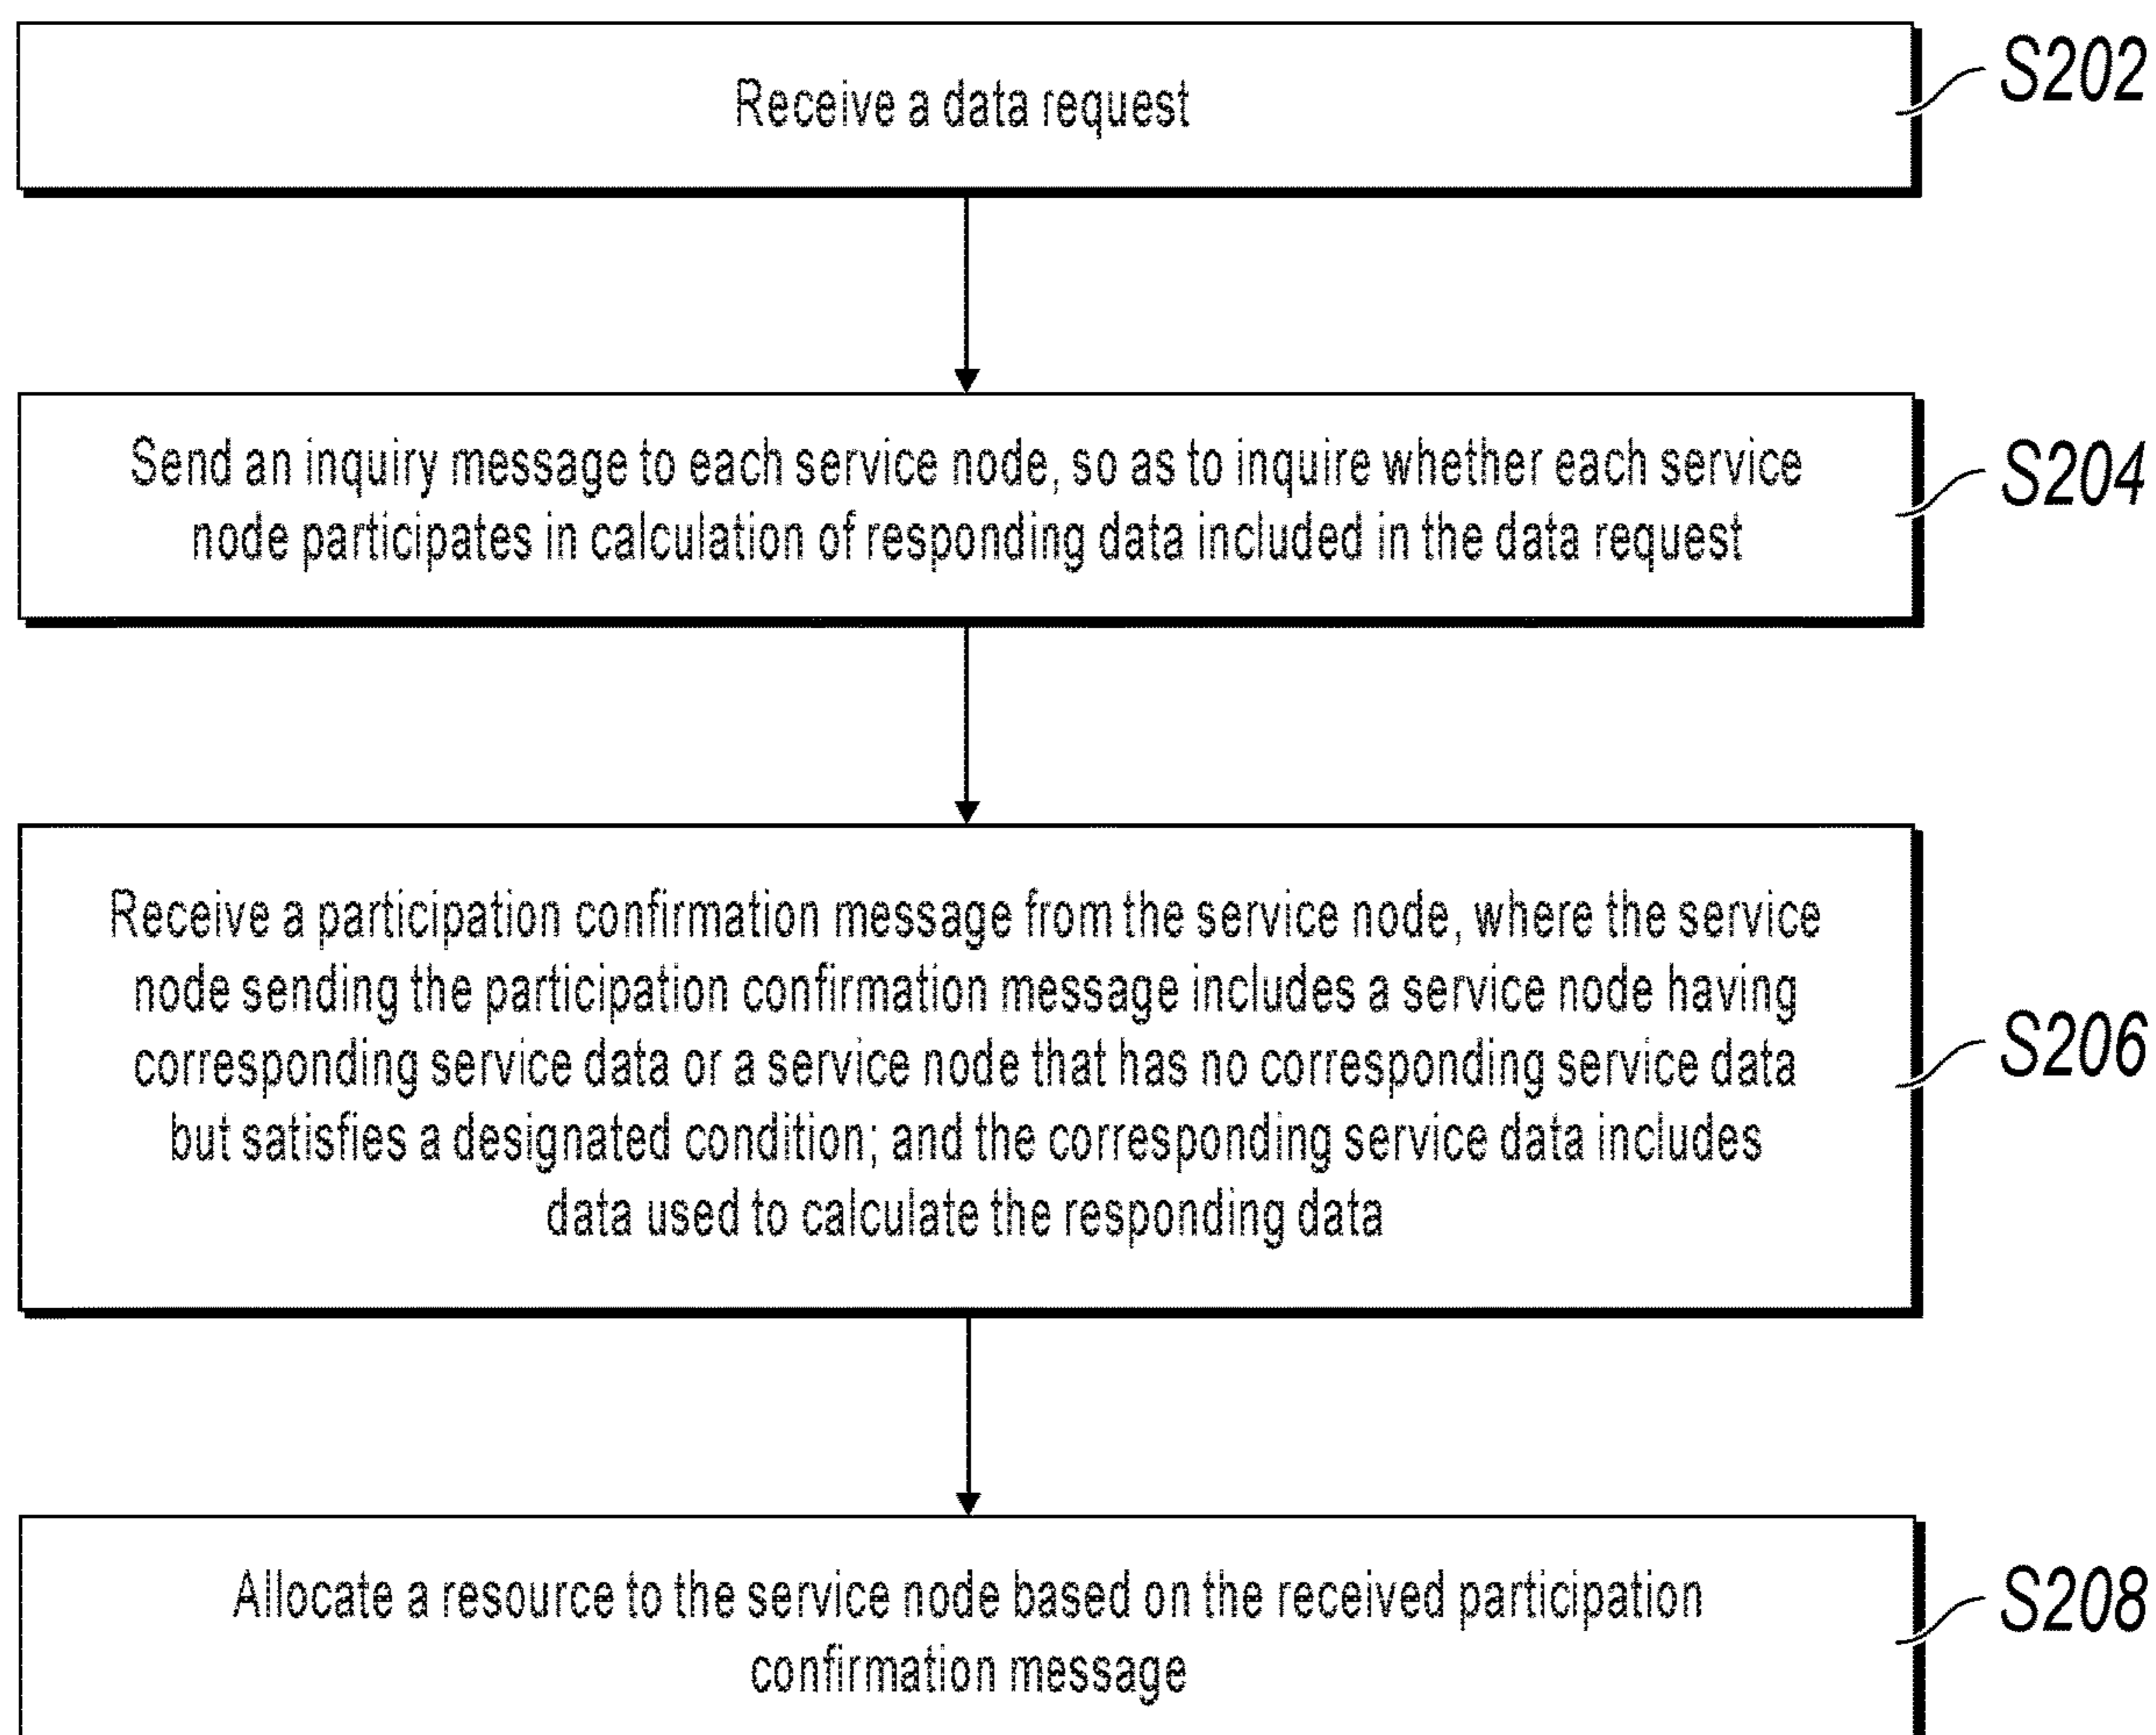 Receive a data request
S202
Send an inquiry message to each service node, so as to inquire whether each service
node participates in calculation of responding data included in the data request
S204
Receive a participation confirmation message from the service node, where the service
node sending the participation confirmation message includes a service node having
corresponding service data or a service node that has no corresponding service data
but satisfies a designated condition; and the corresponding service data includes
data used to calculate the responding data
S206
Allocate a resource to the service node based on the received participation
confirmation message
S208